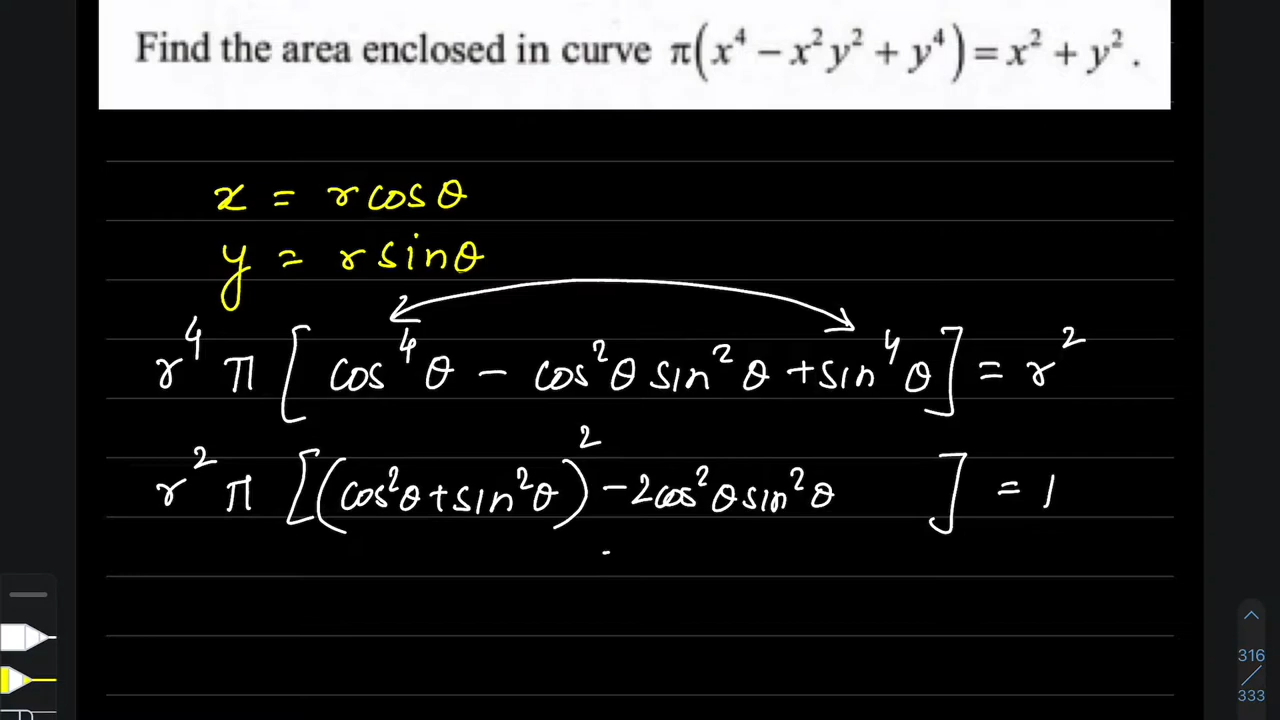 Find the area enclosed in curve π(x⁴ − x²y² + y⁴) = x² + y².
x = r cos θ
y = r sin θ
r⁴ π [ cos⁴θ − cos²θ sin²θ + sin⁴θ ] = r²
r² π [ (cos²θ + sin²θ)² − 2cos²θ sin²θ ] = 1
316
/
333